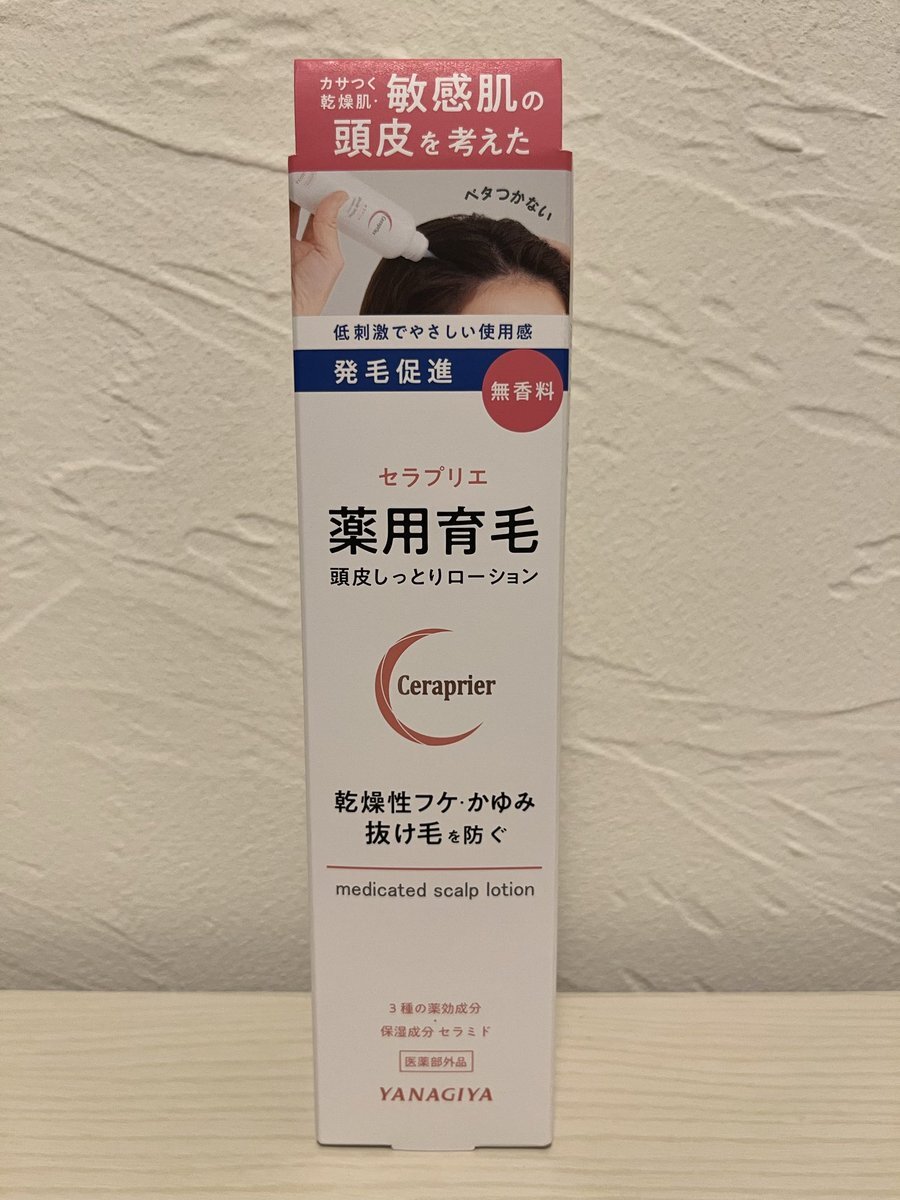 カサつく
乾燥肌・敏感肌の
頭皮を考えた
ベタつかない
低刺激でやさしい使用感
発毛促進
無香料
セラプリエ
薬用育毛
頭皮しっとりローション
Ceraprier
乾燥性フケ・かゆみ
抜け毛を防ぐ
medicated scalp lotion
3種の薬効成分
・
保湿成分 セラミド
医薬部外品
YANAGIYA